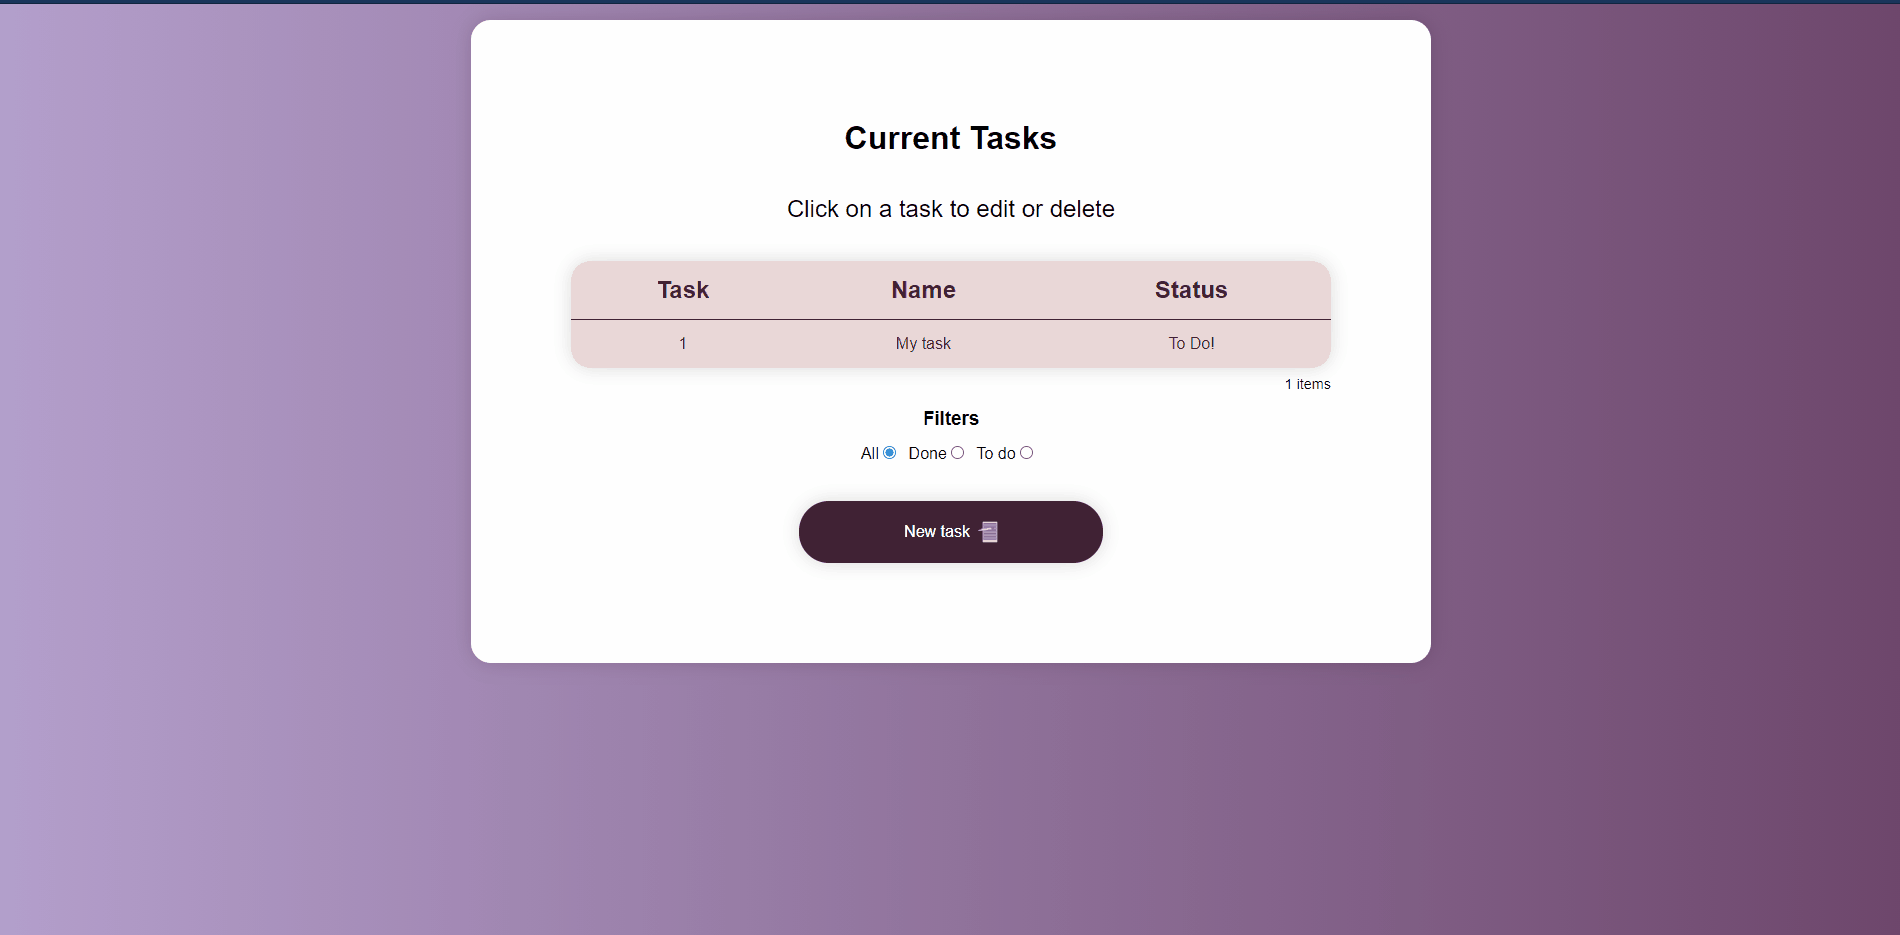 Current Tasks
Click on a task to edit or delete
Task Name Status
1 My task To Do!
1 items
Filters
All Done To do
New task